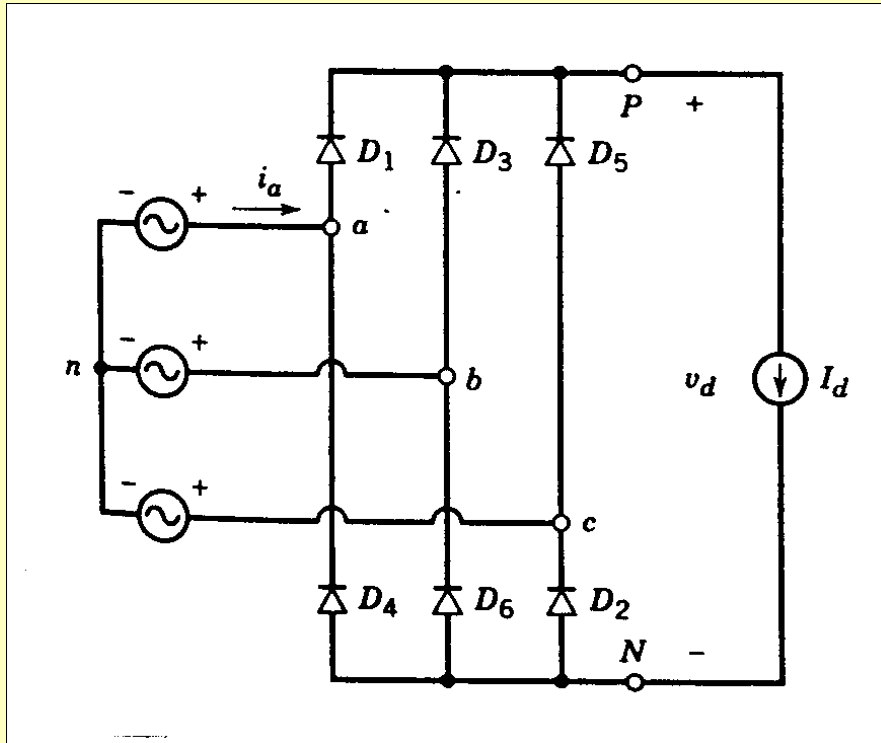 P +
D1 D3 D5
- + ia
a
- +
n b vd Id
- +
c
D4 D6 D2
N -